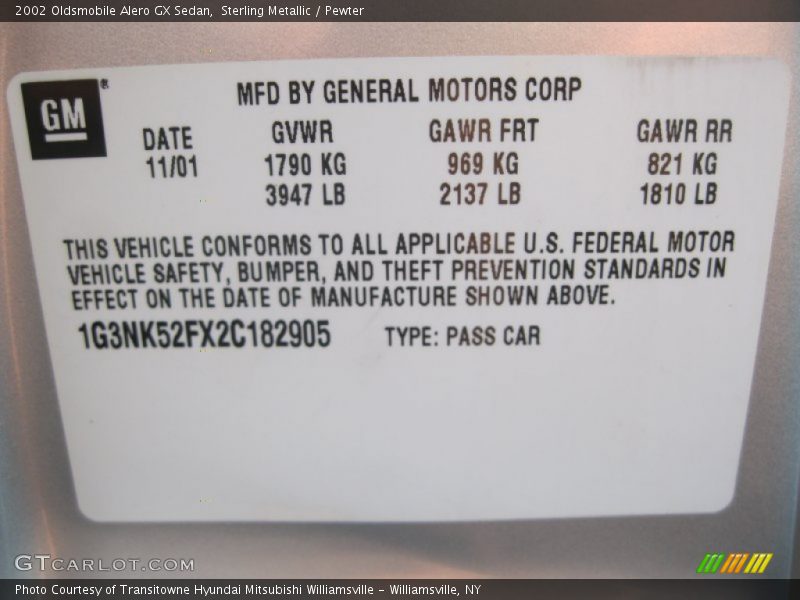 2002 Oldsmobile Alero GX Sedan, Sterling Metallic / Pewter
GM ®
MFD BY GENERAL MOTORS CORP
DATE GVWR GAWR FRT GAWR RR
11/01 1790 KG 969 KG 821 KG
3947 LB 2137 LB 1810 LB
THIS VEHICLE CONFORMS TO ALL APPLICABLE U.S. FEDERAL MOTOR
VEHICLE SAFETY, BUMPER, AND THEFT PREVENTION STANDARDS IN
EFFECT ON THE DATE OF MANUFACTURE SHOWN ABOVE.
1G3NK52FX2C182905 TYPE: PASS CAR
GTCARLOT.COM
Photo Courtesy of Transitowne Hyundai Mitsubishi Williamsville – Williamsville, NY